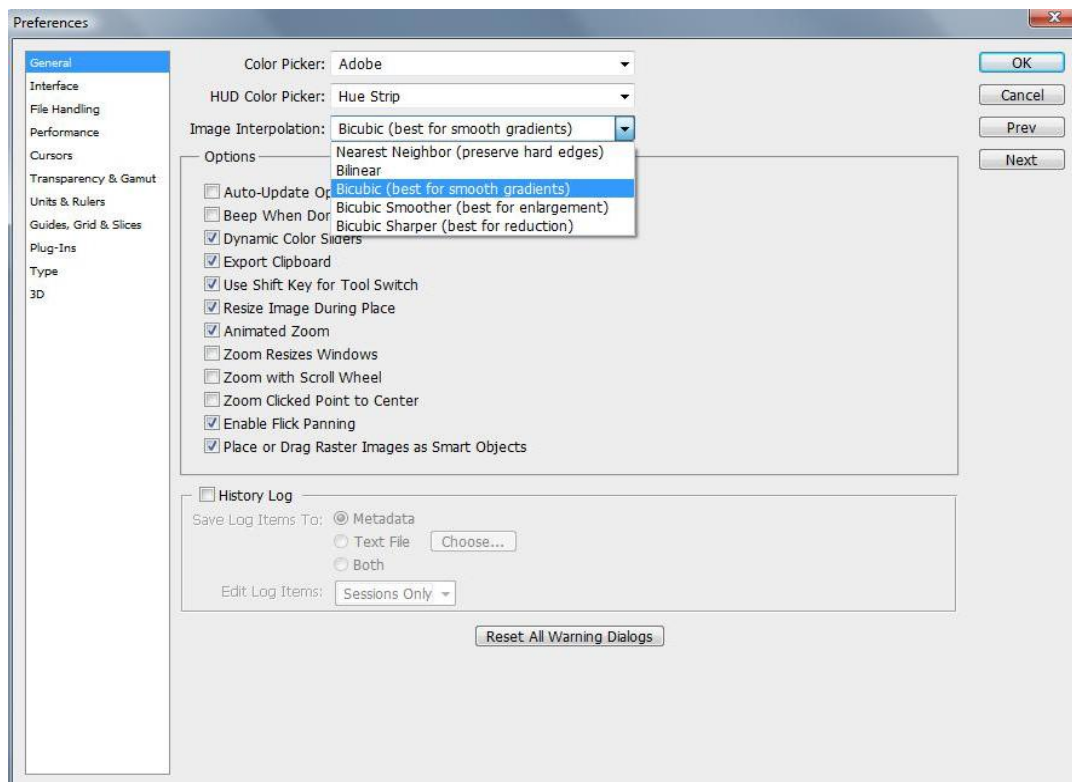 Preferences
General
Interface
File Handling
Performance
Cursors
Transparency & Gamut
Units & Rulers
Guides, Grid & Slices
Plug-Ins
Type
3D
Color Picker: Adobe
HUD Color Picker: Hue Strip
Image Interpolation: Bicubic (best for smooth gradients)
Nearest Neighbor (preserve hard edges)
Bilinear
Bicubic (best for smooth gradients)
Bicubic Smoother (best for enlargement)
Bicubic Sharper (best for reduction)
Options
Auto-Update
Beep When
Dynamic Color Sliders
Export Clipboard
Use Shift Key for Tool Switch
Resize Image During Place
Animated Zoom
Zoom Resizes Windows
Zoom with Scroll Wheel
Zoom Clicked Point to Center
Enable Flick Panning
Place or Drag Raster Images as Smart Objects
History Log
Save Log Items To: Metadata
Text File Choose...
Both
Edit Log Items: Sessions Only
Reset All Warning Dialogs
OK
Cancel
Prev
Next